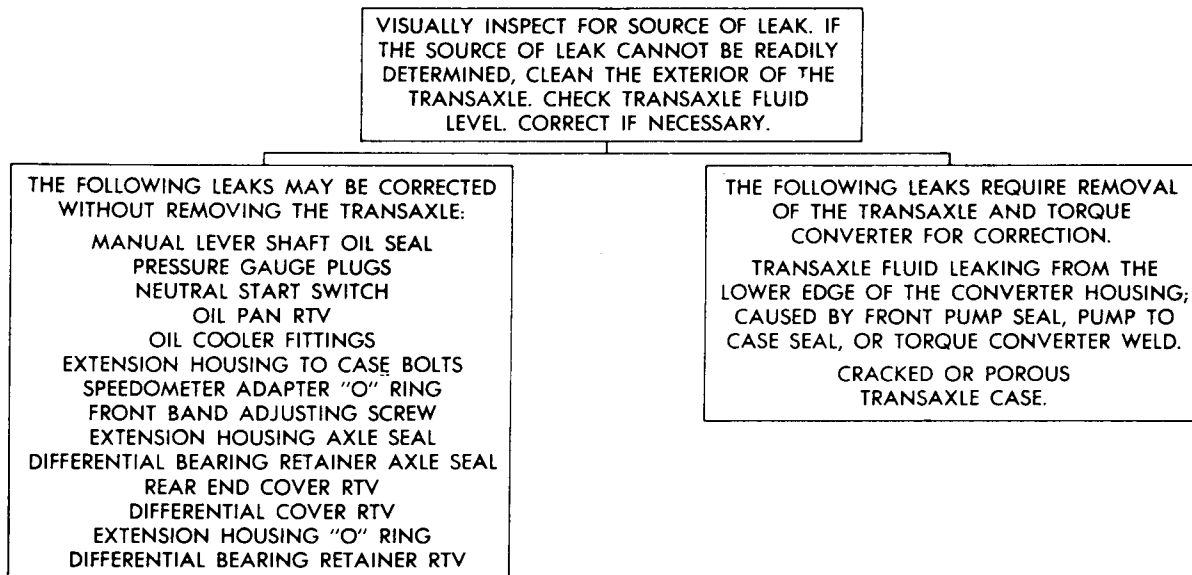 VISUALLY INSPECT FOR SOURCE OF LEAK. IF
THE SOURCE OF LEAK CANNOT BE READILY
DETERMINED, CLEAN THE EXTERIOR OF THE
TRANSAXLE. CHECK TRANSAXLE FLUID
LEVEL. CORRECT IF NECESSARY.
THE FOLLOWING LEAKS MAY BE CORRECTED
WITHOUT REMOVING THE TRANSAXLE:
MANUAL LEVER SHAFT OIL SEAL
PRESSURE GAUGE PLUGS
NEUTRAL START SWITCH
OIL PAN RTV
OIL COOLER FITTINGS
EXTENSION HOUSING TO CASE BOLTS
SPEEDOMETER ADAPTER "O" RING
FRONT BAND ADJUSTING SCREW
EXTENSION HOUSING AXLE SEAL
DIFFERENTIAL BEARING RETAINER AXLE SEAL
REAR END COVER RTV
DIFFERENTIAL COVER RTV
EXTENSION HOUSING "O" RING
DIFFERENTIAL BEARING RETAINER RTV
THE FOLLOWING LEAKS REQUIRE REMOVAL
OF THE TRANSAXLE AND TORQUE
CONVERTER FOR CORRECTION.
TRANSAXLE FLUID LEAKING FROM THE
LOWER EDGE OF THE CONVERTER HOUSING;
CAUSED BY FRONT PUMP SEAL, PUMP TO
CASE SEAL, OR TORQUE CONVERTER WELD.
CRACKED OR POROUS
TRANSAXLE CASE.